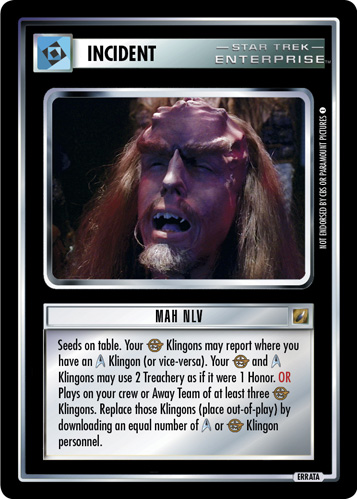 INCIDENT
STAR TREK
ENTERPRISE™
NOT ENDORSED BY CBS OR PARAMOUNT PICTURES
MAH NLV
Seeds on table. Your Klingons may report where you
have an Klingon (or vice-versa). Your and
Klingons may use 2 Treachery as if it were 1 Honor. OR
Plays on your crew or Away Team of at least three
Klingons. Replace those Klingons (place out-of-play) by
downloading an equal number of or Klingon
personnel.
ERRATA